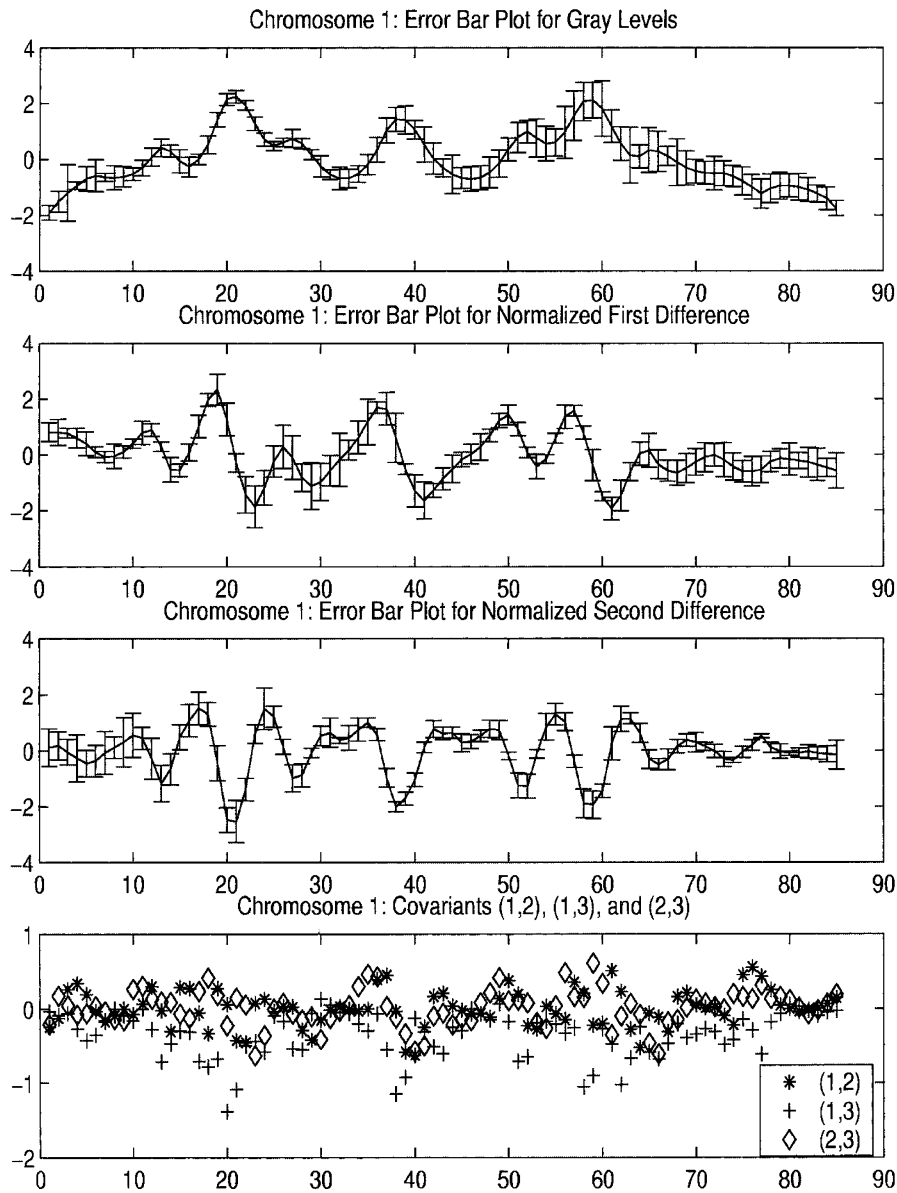 Chromosome 1: Error Bar Plot for Gray Levels
4
2
0
−2
−4
0 10 20 30 40 50 60 70 80 90
Chromosome 1: Error Bar Plot for Normalized First Difference
4
2
0
−2
−4
0 10 20 30 40 50 60 70 80 90
Chromosome 1: Error Bar Plot for Normalized Second Difference
4
2
0
−2
−4
0 10 20 30 40 50 60 70 80 90
Chromosome 1: Covariants (1,2), (1,3), and (2,3)
1
0
−1
−2
(1,2)
(1,3)
(2,3)
0 10 20 30 40 50 60 70 80 90